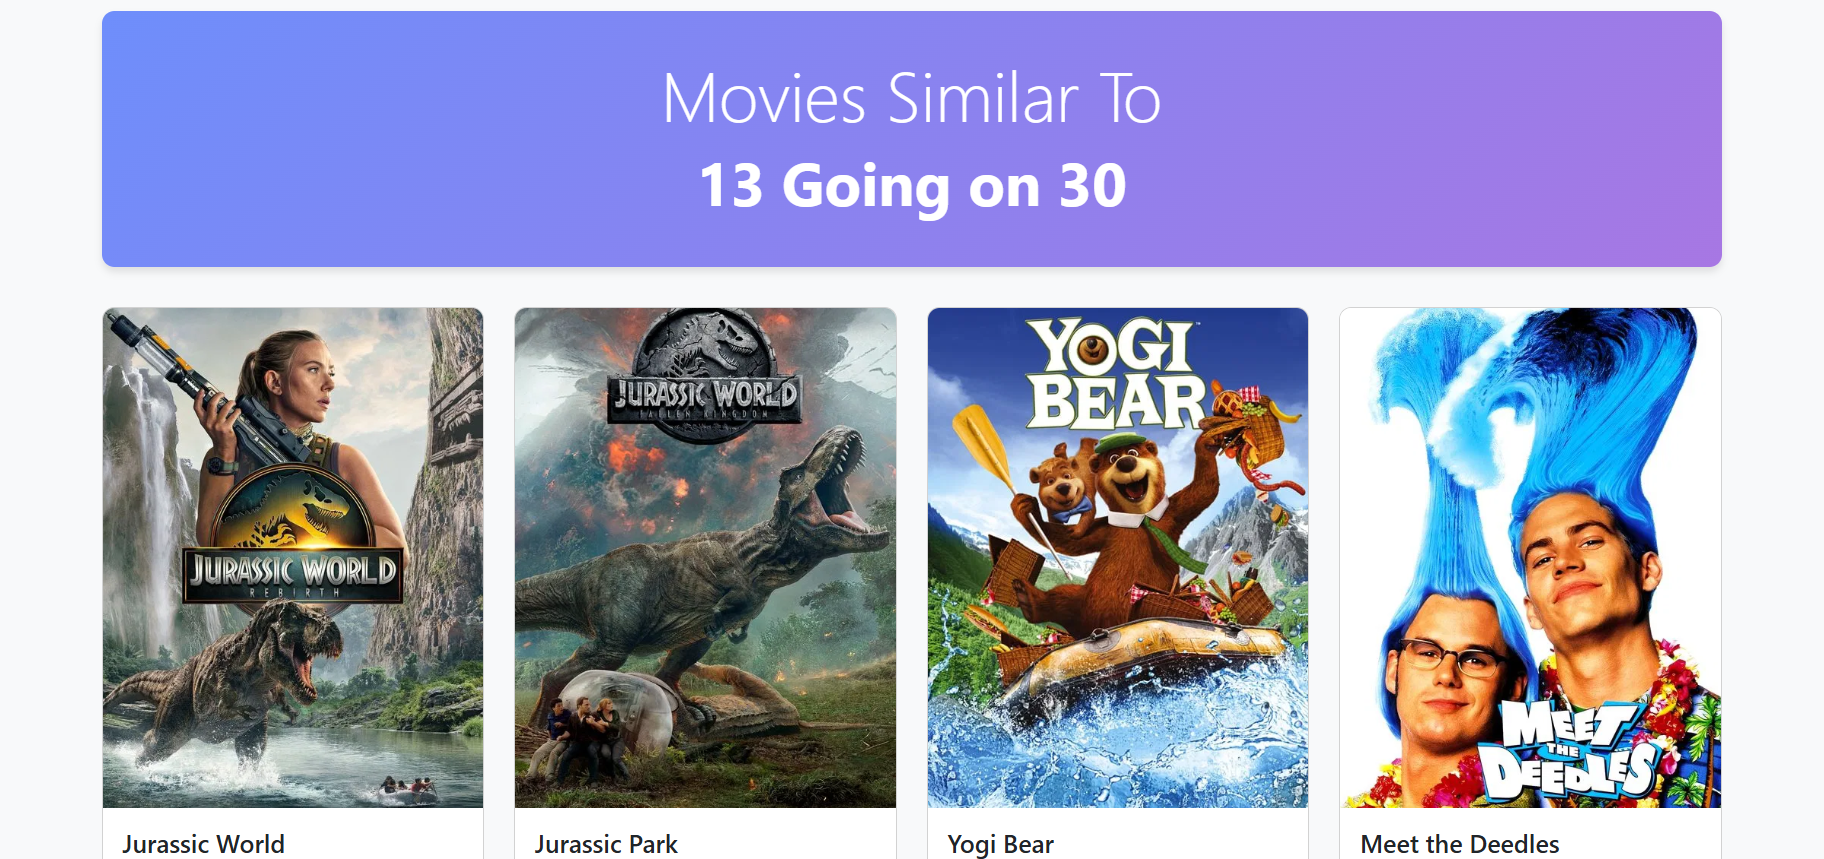 Movies Similar To
13 Going on 30
JURASSIC WORLD
REBIRTH
JURASSIC WORLD
FALLEN KINGDOM
YOGI
BEAR
MEET
THE
DEEDLES
Jurassic World
Jurassic Park
Yogi Bear
Meet the Deedles